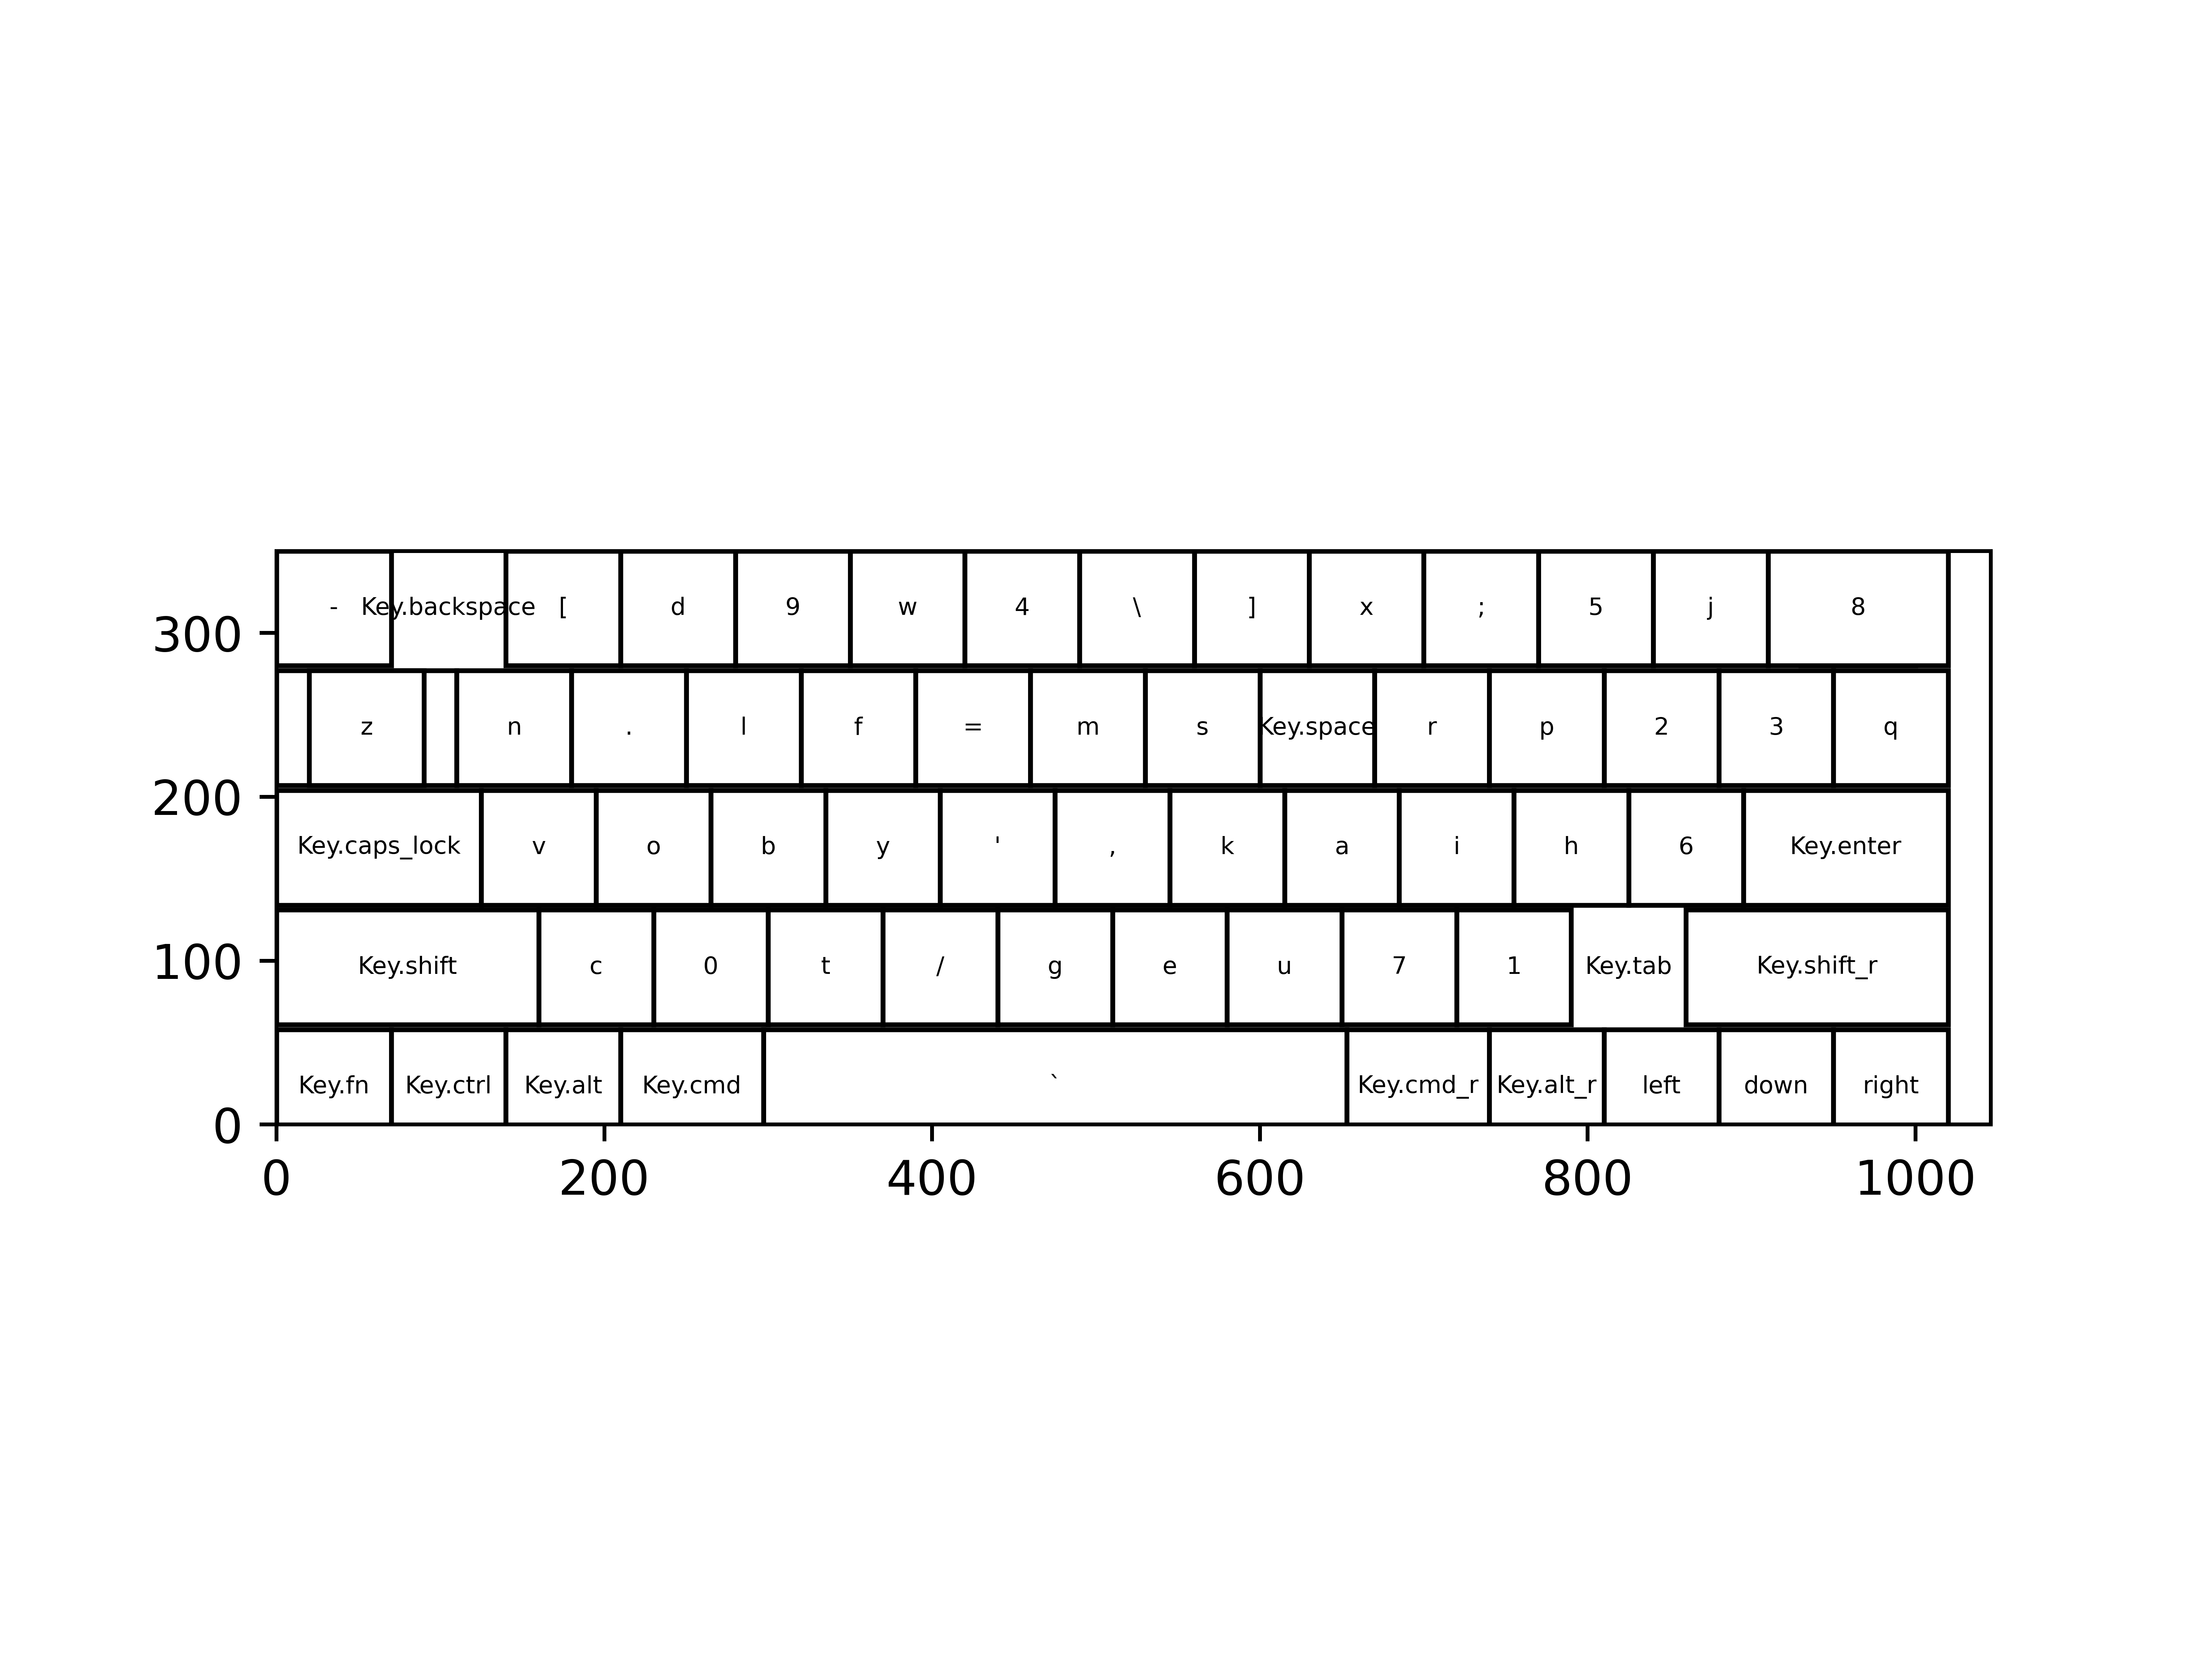 - Key.backspace [ d 9 w 4 \ ] x ; 5 j 8
300
z n . l f = m s Key.space r p 2 3 q
200
Key.caps_lock v o b y ' , k a i h 6 Key.enter
100
Key.shift c 0 t / g e u 7 1 Key.tab Key.shift_r
Key.fn Key.ctrl Key.alt Key.cmd ` Key.cmd_r Key.alt_r left down right
0
0 200 400 600 800 1000